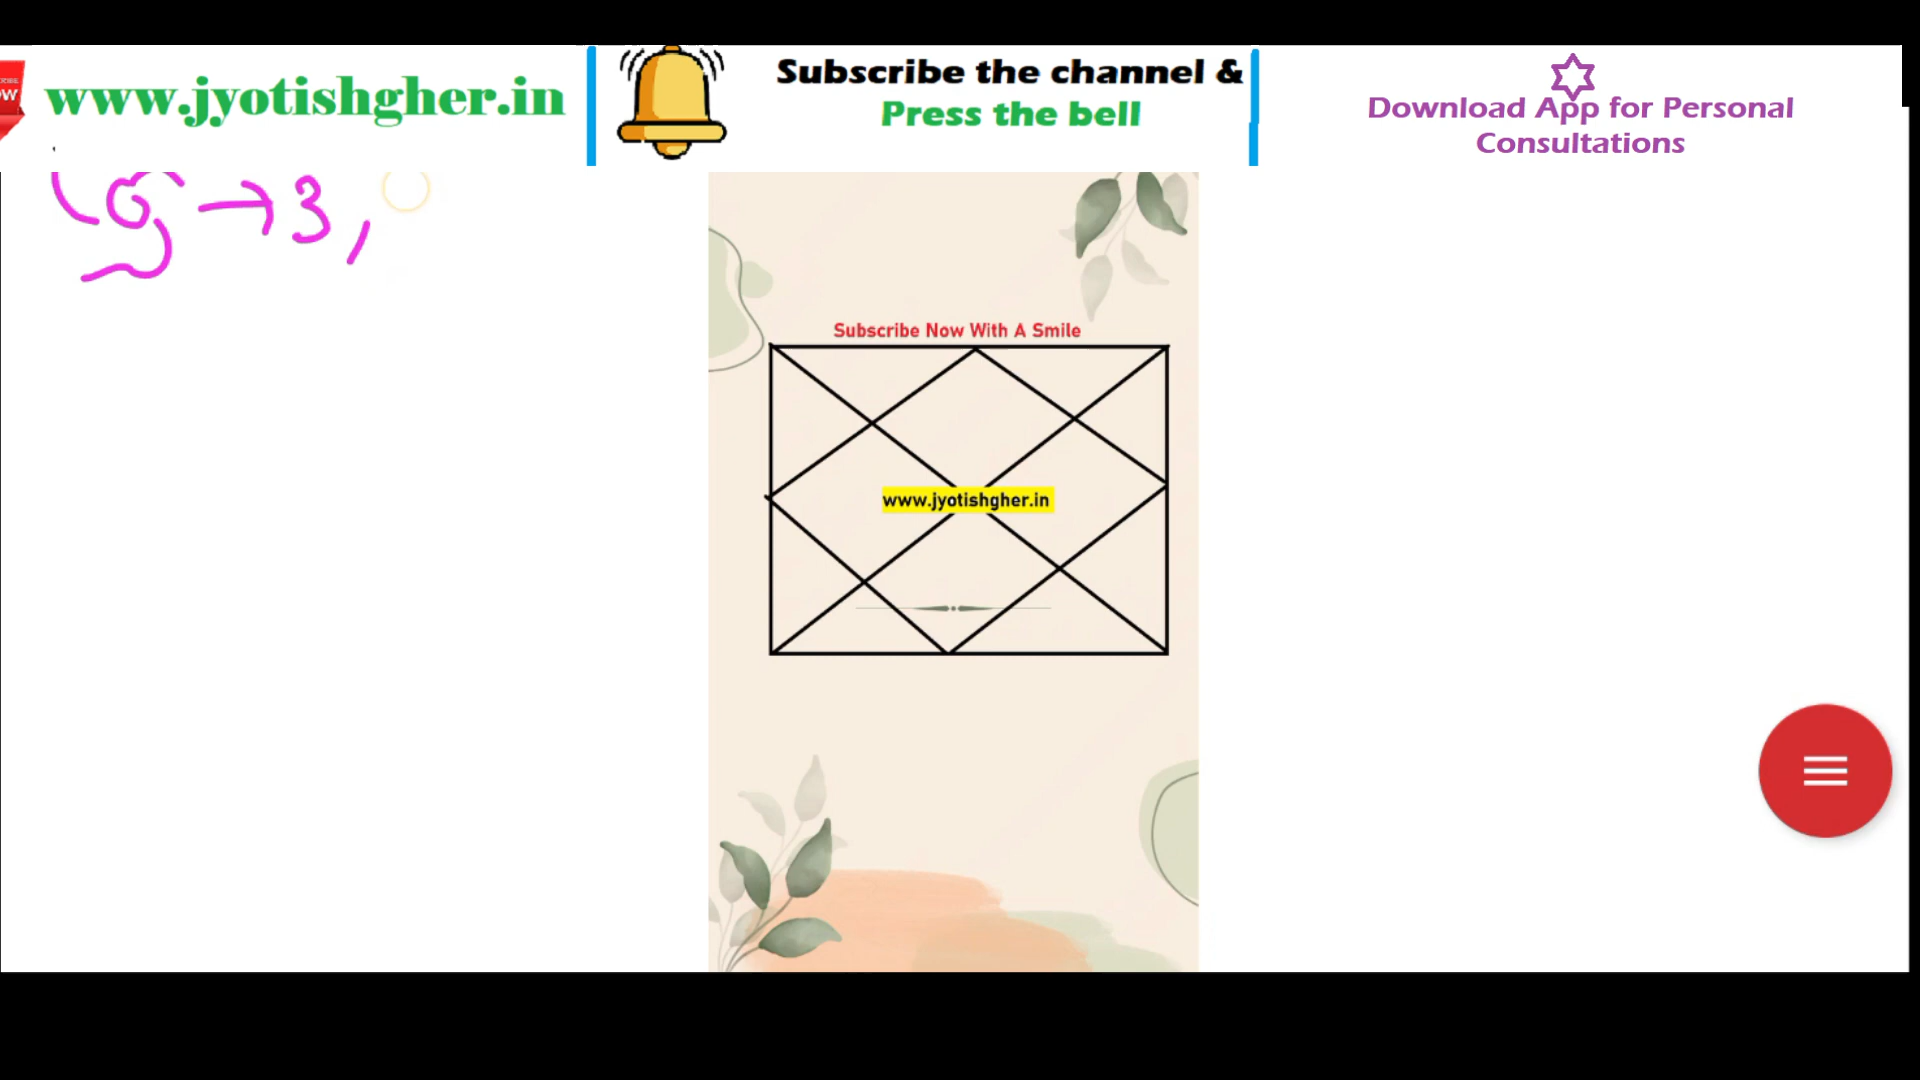 www.jyotishgher.in
Subscribe the channel &
Press the bell
Download App for Personal
Consultations
→ 3 ,
Subscribe Now With A Smile
www.jyotishgher.in